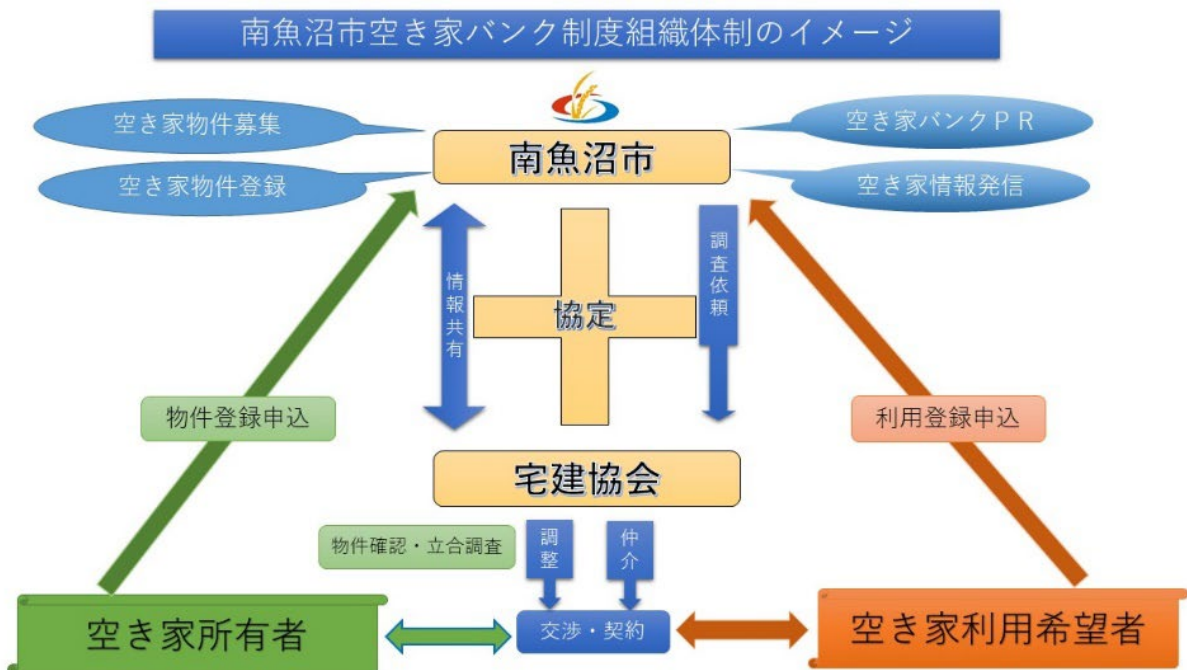 南魚沼市空き家バンク制度組織体制のイメージ
空き家物件募集
空き家バンクＰＲ
南魚沼市
空き家物件登録
空き家情報発信
情報共有
協定
調査依頼
物件登録申込
利用登録申込
宅建協会
物件確認・立合調査
調整
仲介
空き家所有者
交渉・契約
空き家利用希望者